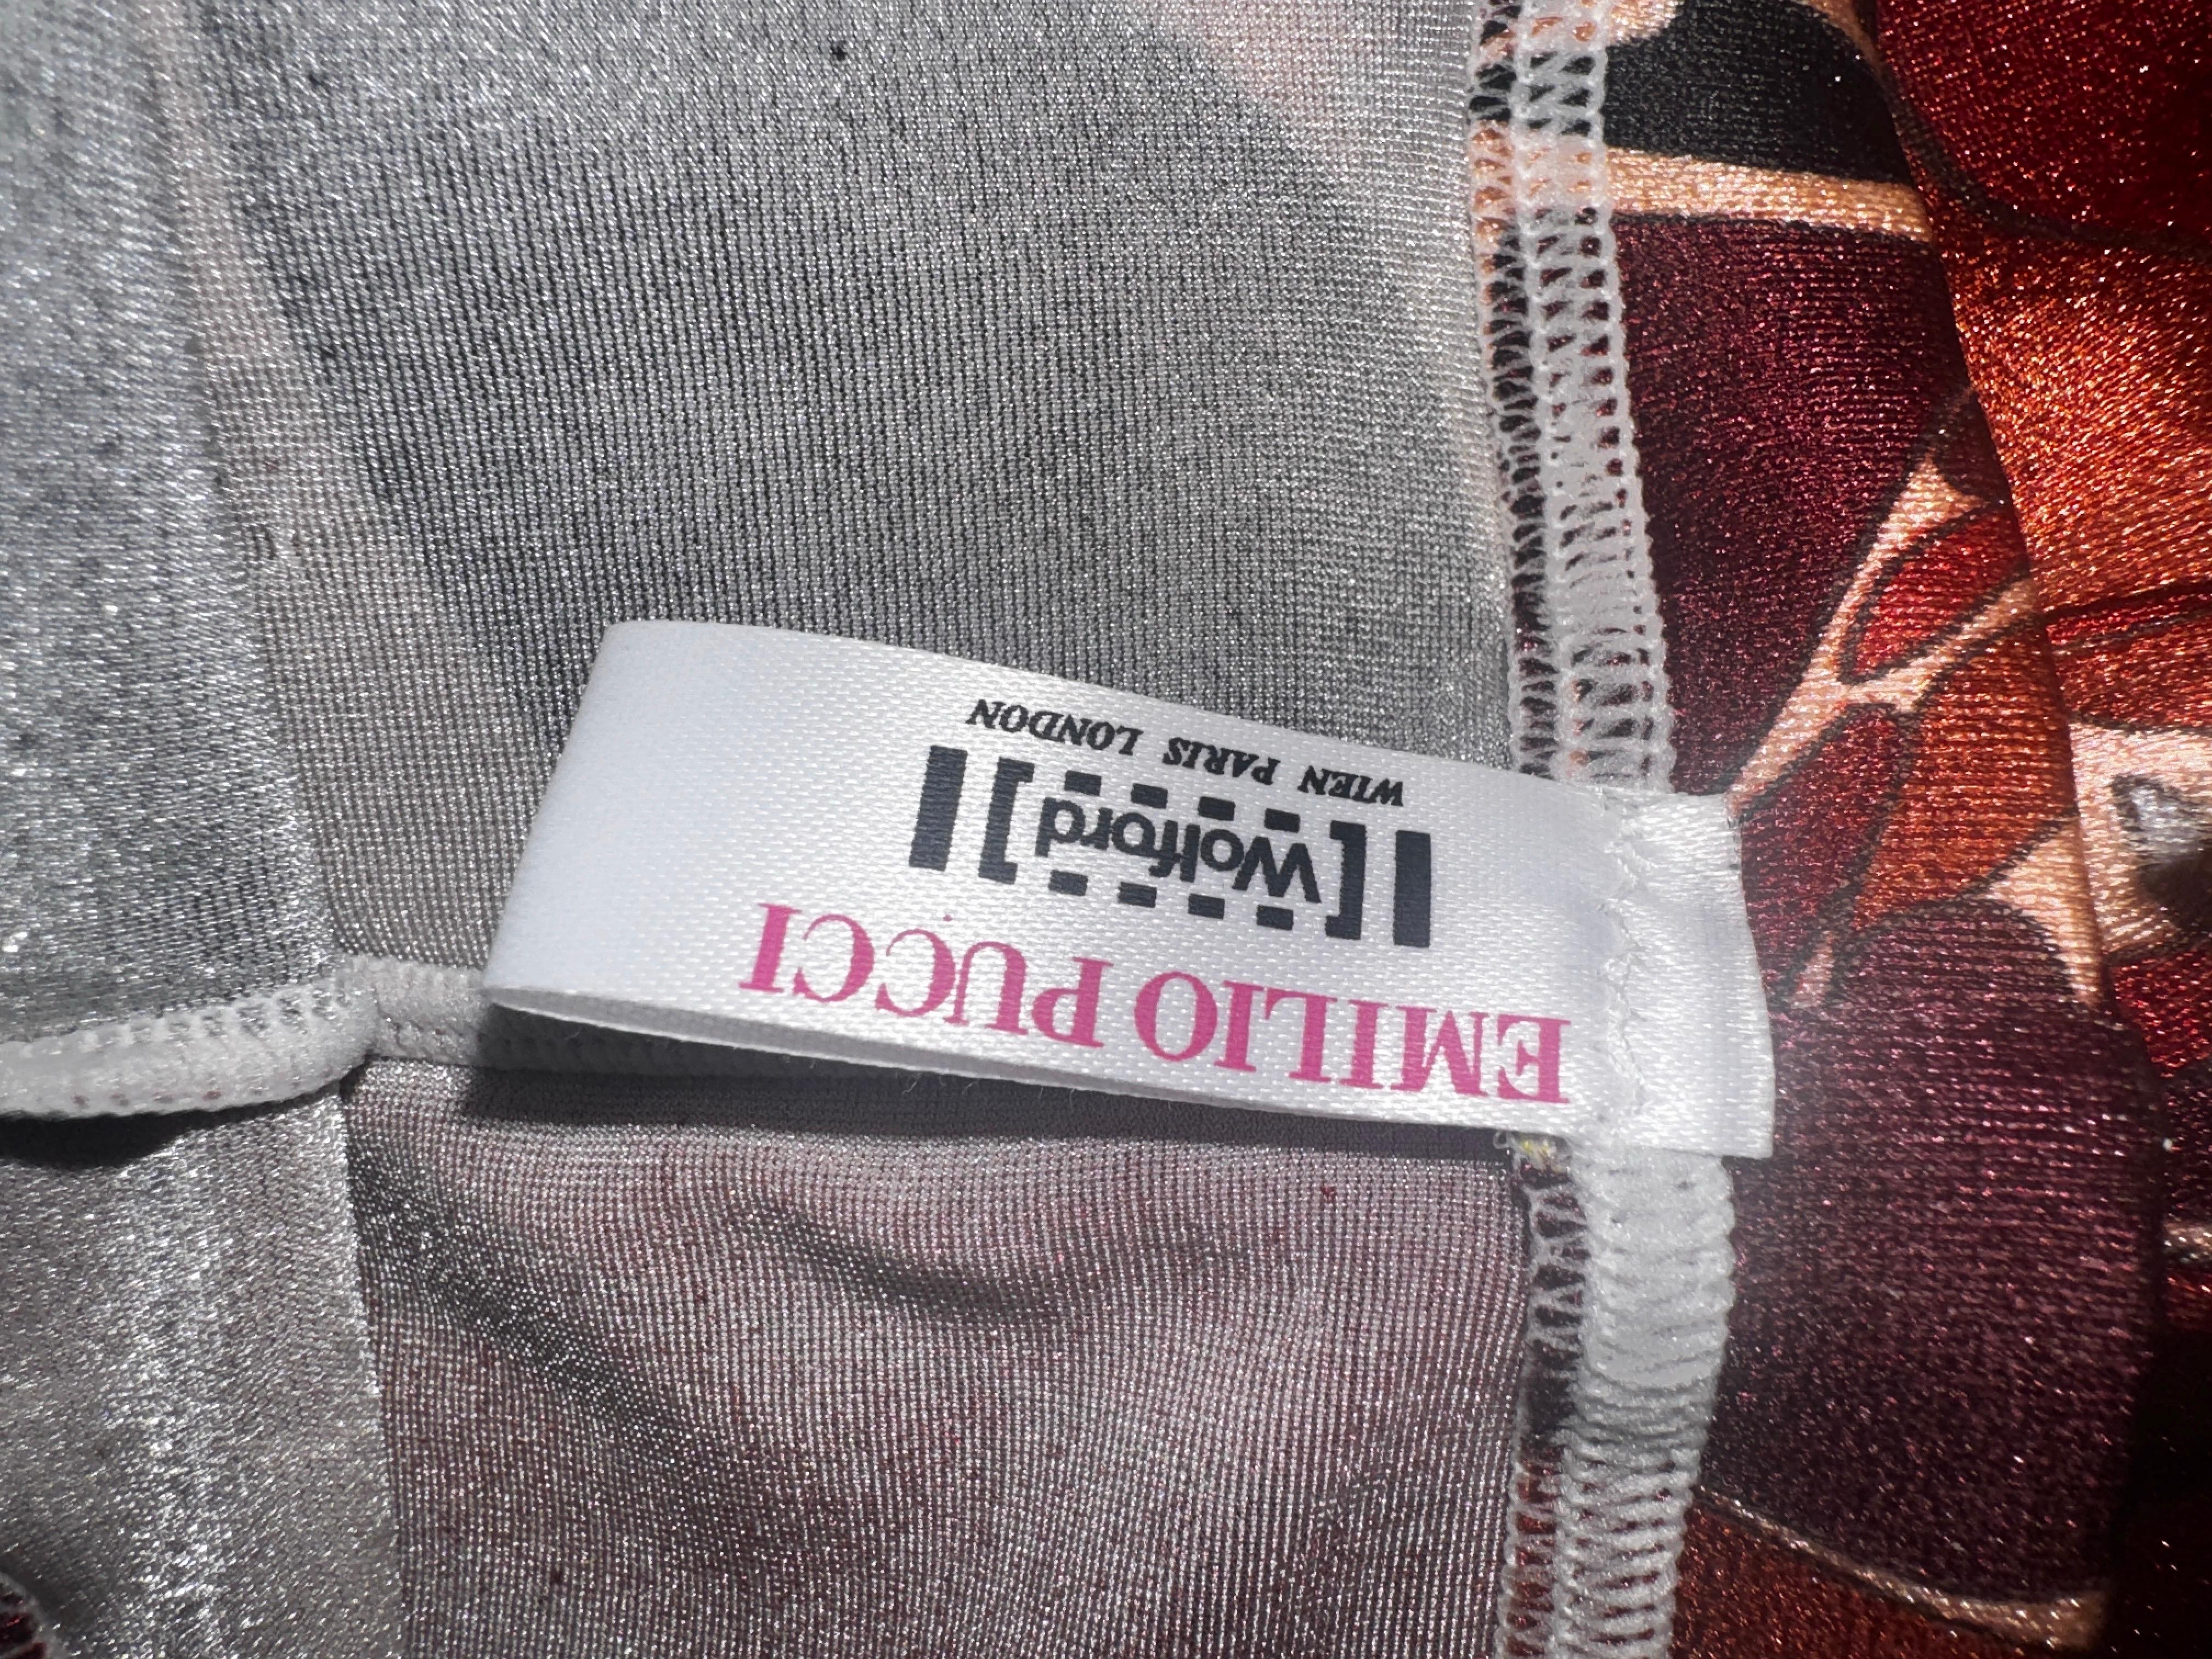 EMILIO PUCCI
Wolford
WIEN PARIS LONDON